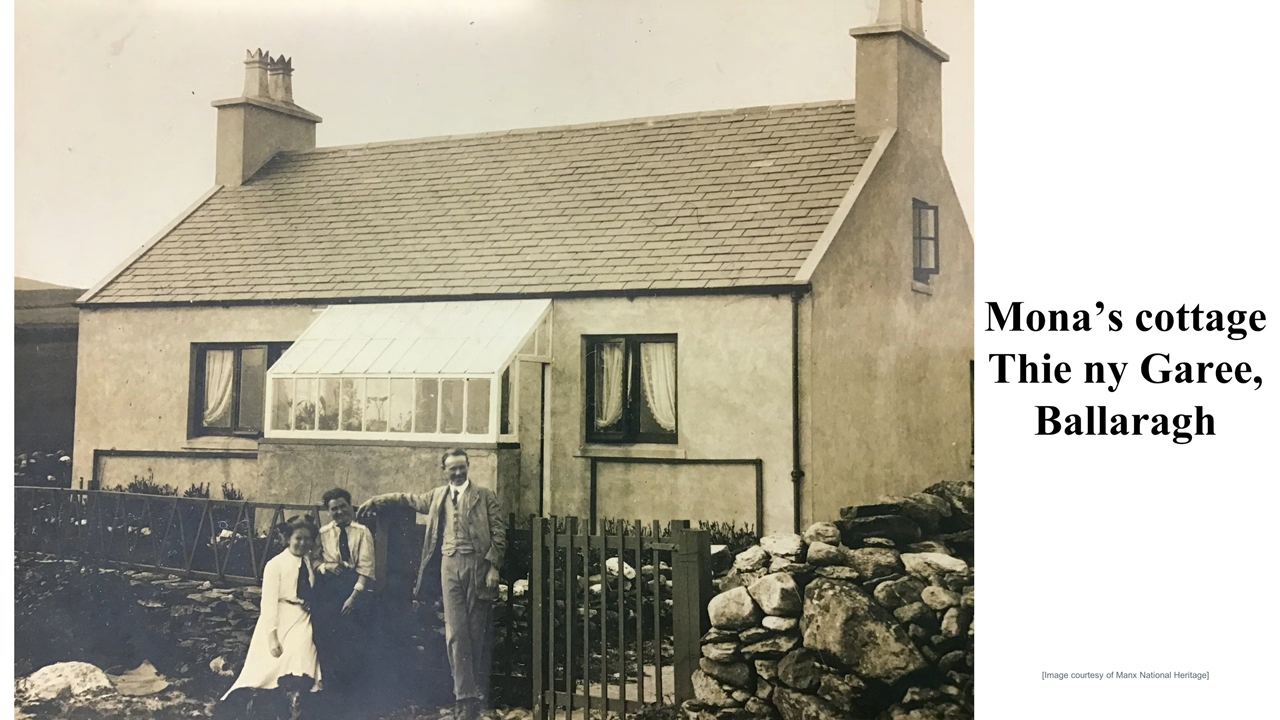 Mona’s cottage
Thie ny Garee,
Ballaragh
[Image courtesy of Manx National Heritage]